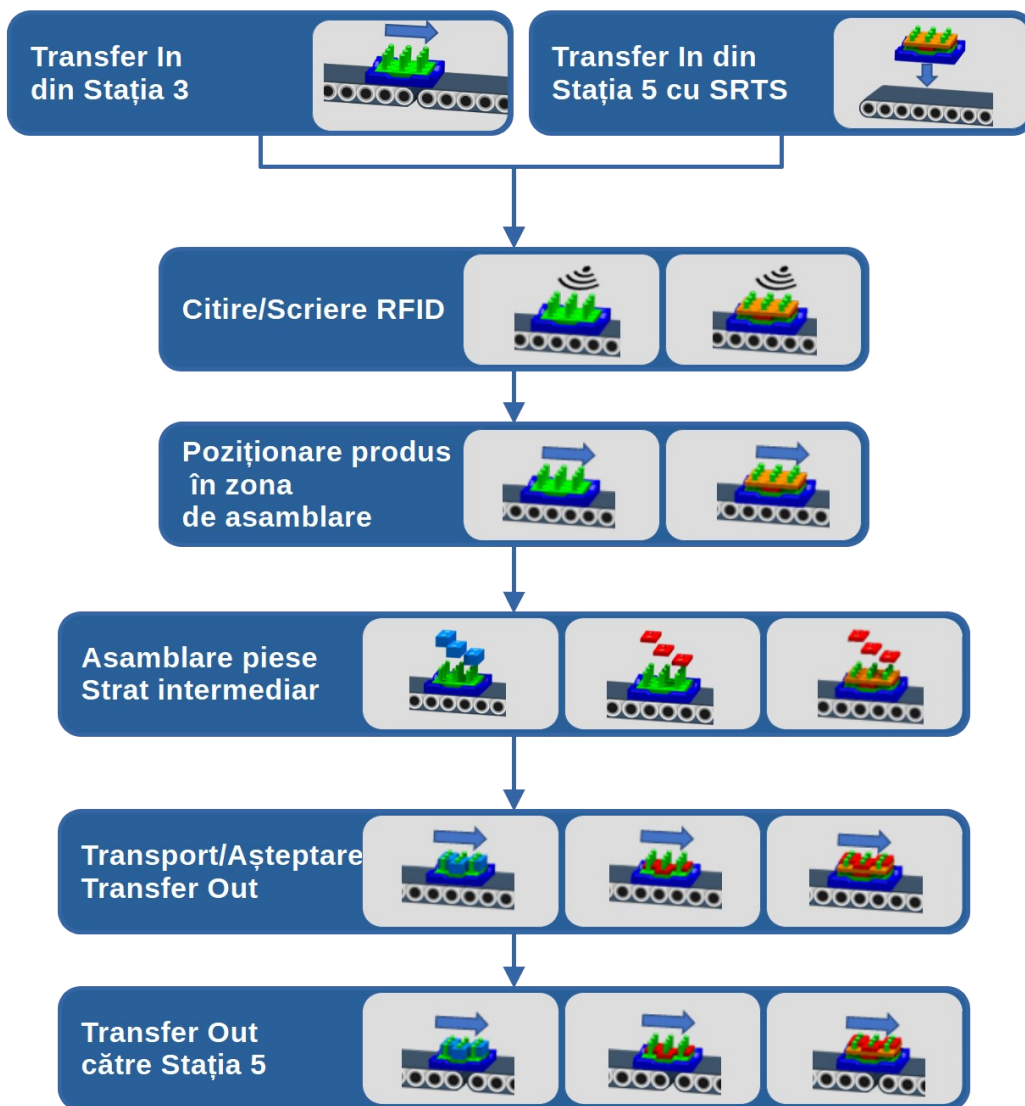 Transfer In
din Stația 3
Transfer In din
Stația 5 cu SRTS
Citire/Scriere RFID
Poziționare produs
în zona
de asamblare
Asamblare piese
Strat intermediar
Transport/Așteptare
Transfer Out
Transfer Out
către Stația 5